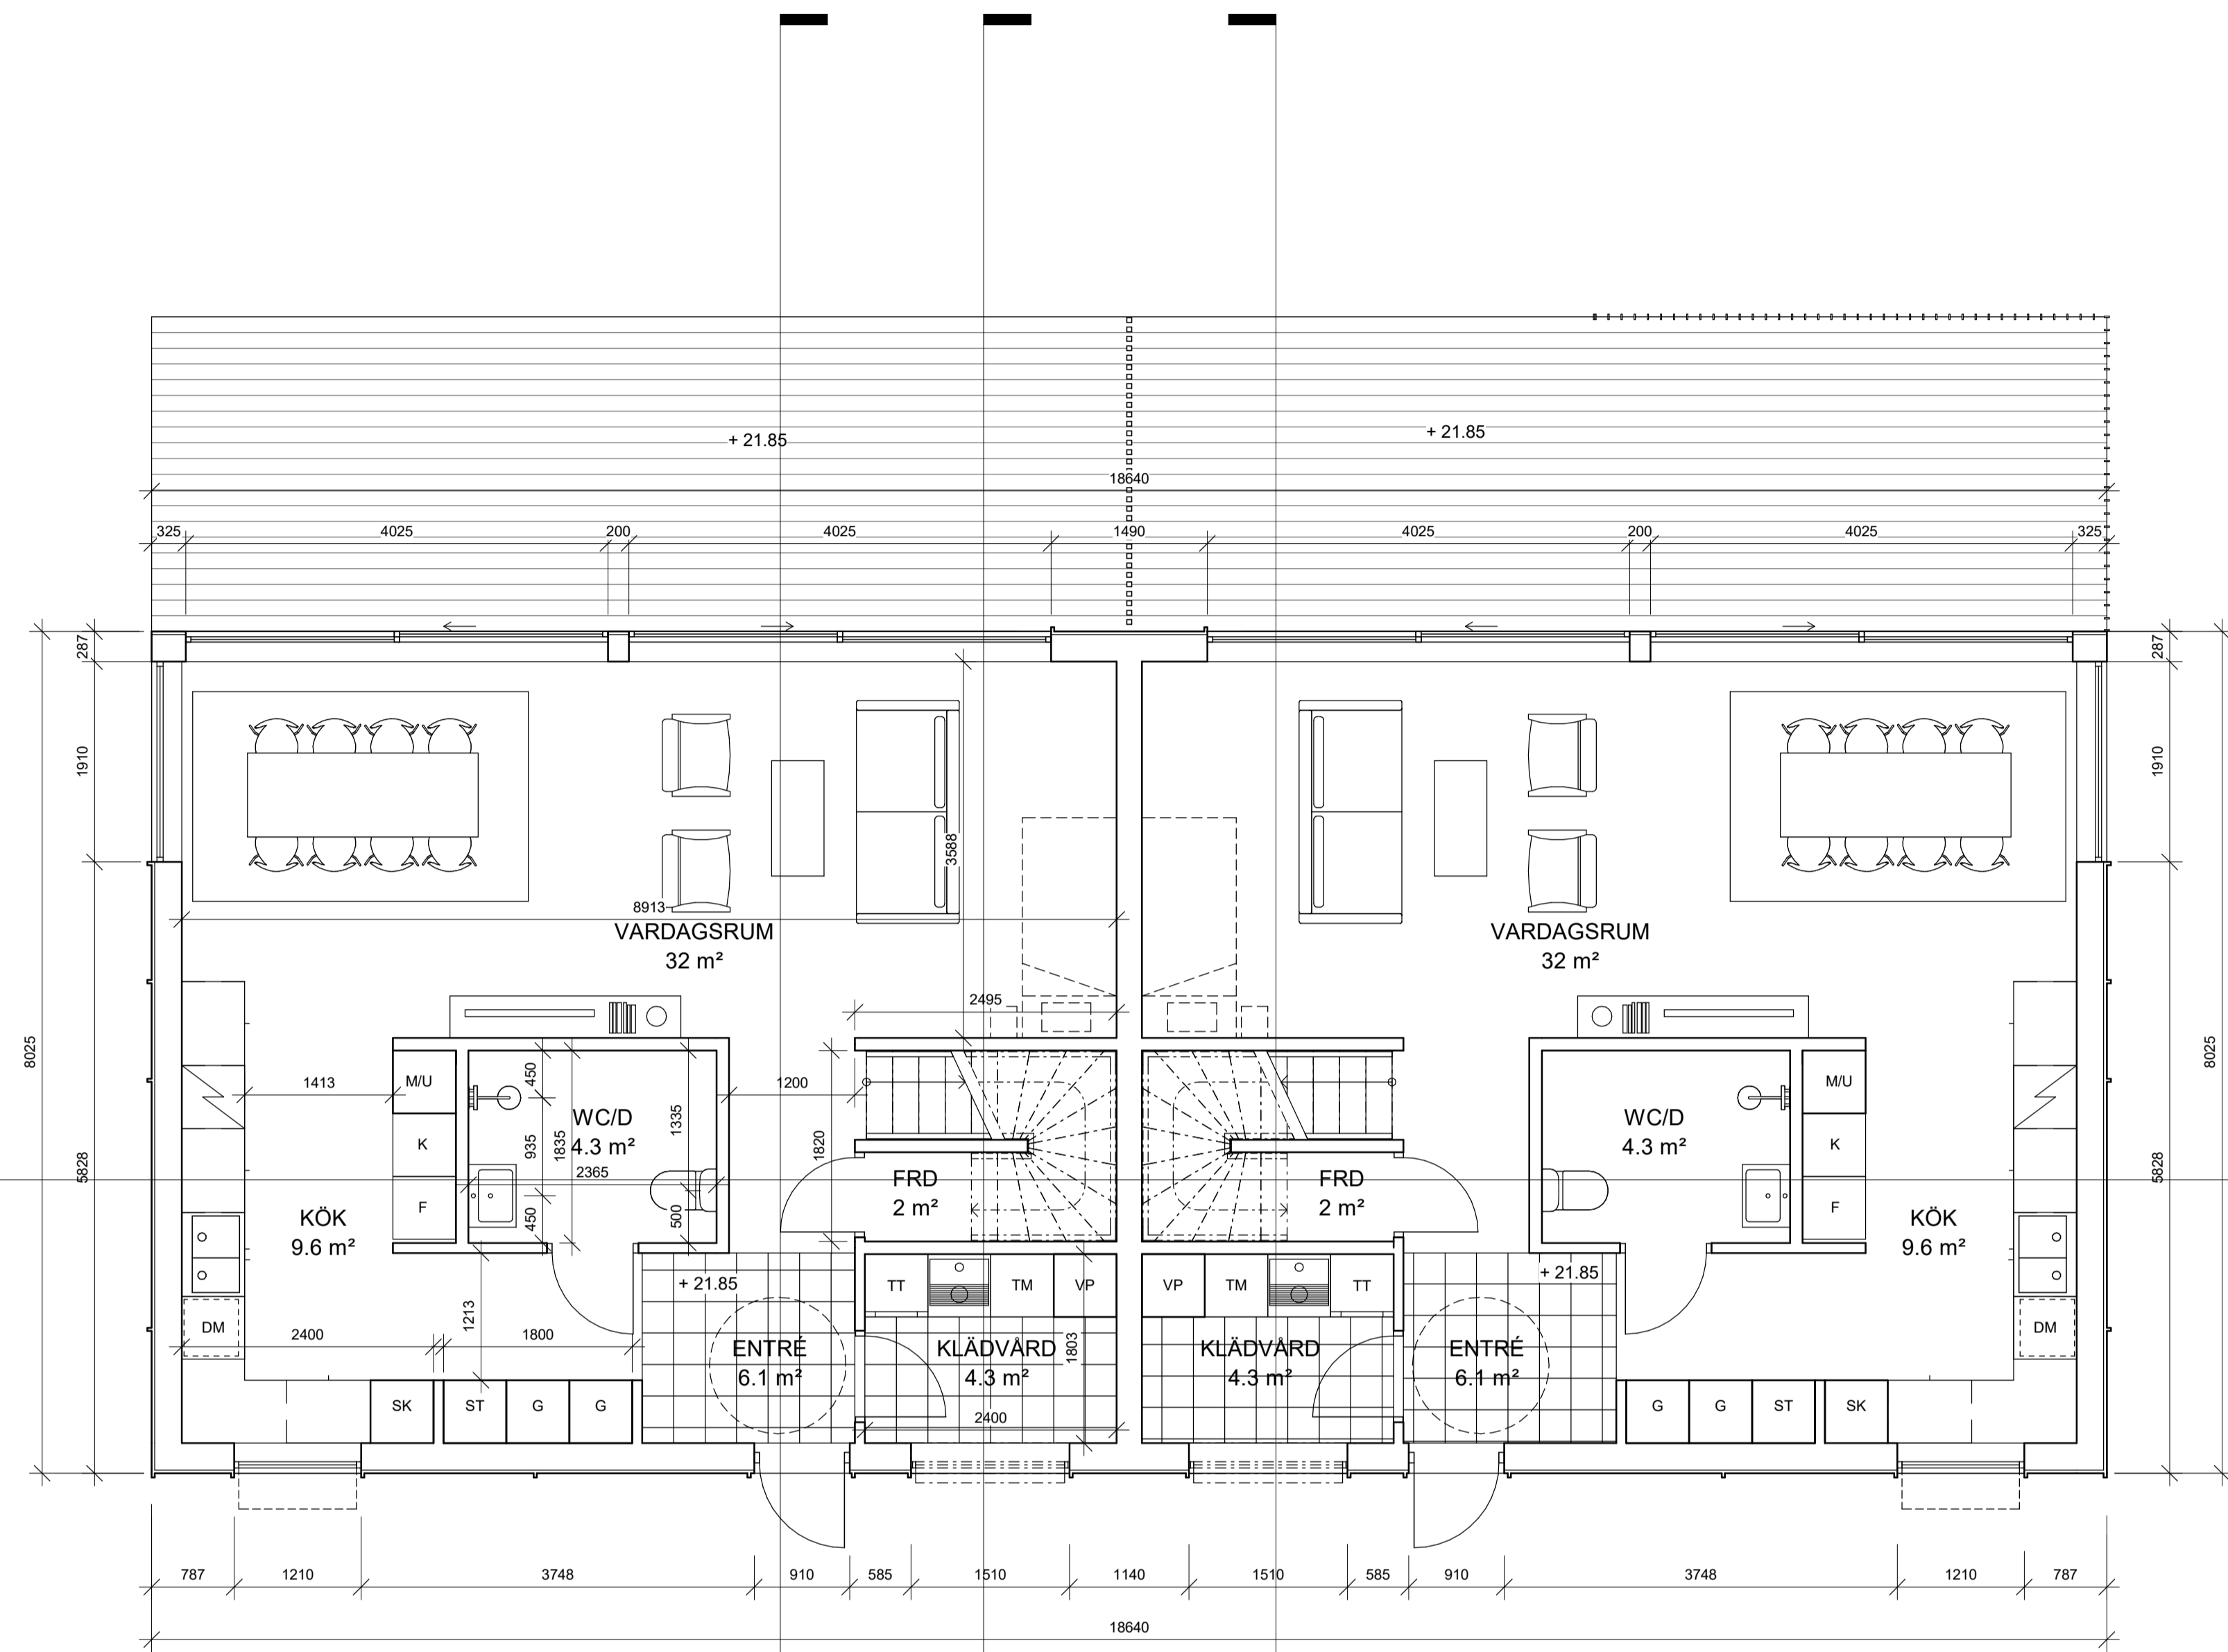 + 21.85
+ 21.85
18640
325 4025 200 4025 1490 4025 200 4025 325
287
287
1910
1910
3588
8913
VARDAGSRUM
32 m²
VARDAGSRUM
32 m²
2495
8025
8025
5828
5828
1413
M/U
K
F
450
935
450
1835
WC/D
4.3 m²
2365
1335
500
1200
1820
FRD
2 m²
FRD
2 m²
WC/D
4.3 m²
M/U
K
F
KÖK
9.6 m²
KÖK
9.6 m²
+ 21.85
TT TM VP
VP TM TT
+ 21.85
DM
2400
1213
1800
ENTRÉ
6.1 m²
KLÄDVÅRD
4.3 m²
1803
KLÄDVÅRD
4.3 m²
ENTRÉ
6.1 m²
DM
SK ST G G
2400
G G ST SK
787 1210 3748 910 585 1510 1140 1510 585 910 3748 1210 787
18640